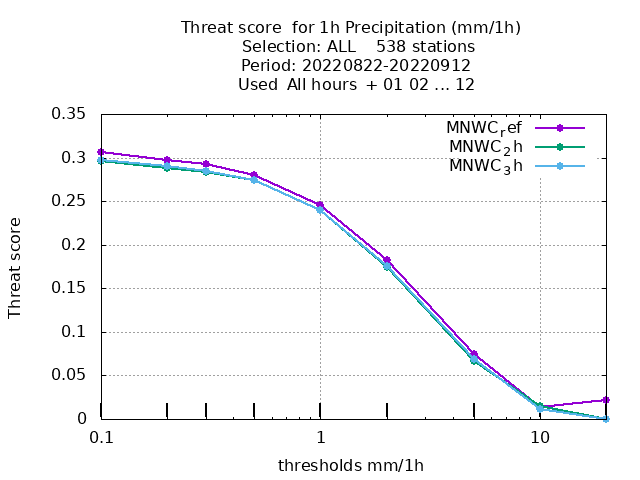 Threat score  for 1h Precipitation (mm/1h)
Selection: ALL    538 stations
Period: 20220822-20220912
Used  All hours  + 01 02 ... 12
0.35
0.3
0.25
0.2
0.15
0.1
0.05
0
Threat score
MNWC_ref
MNWC_2h
MNWC_3h
0.1
1
10
thresholds mm/1h